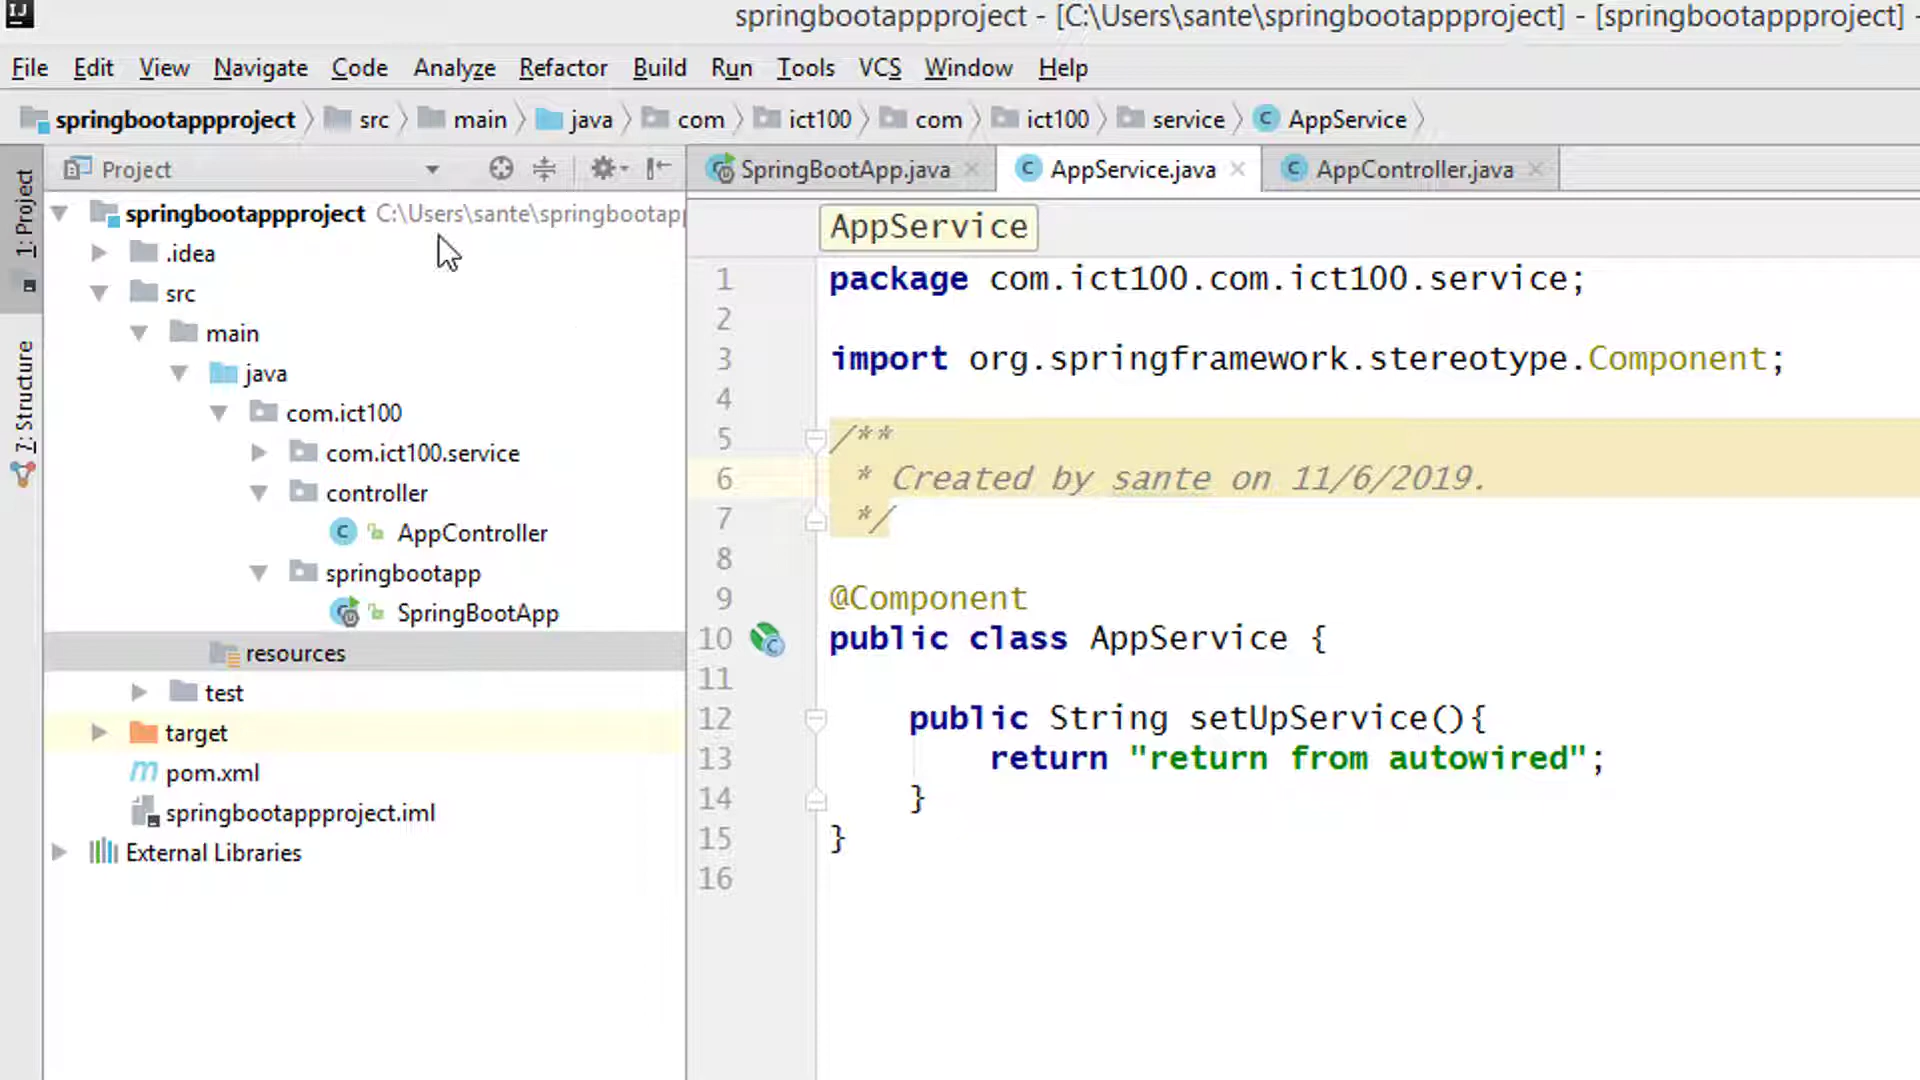 IJ
springbootappproject - [C:\Users\sante\springbootappproject] - [springbootappproject] -
File Edit View Navigate Code Analyze Refactor Build Run Tools VCS Window Help
springbootappproject src main java com ict100 com ict100 service C AppService
Project
SpringBootApp.java C AppService.java C AppController.java
1: Project
7: Structure
springbootappproject C:\Users\sante\springbootapp
.idea
src
main
java
com.ict100
com.ict100.service
controller
C AppController
springbootapp
SpringBootApp
resources
test
target
m pom.xml
springbootappproject.iml
External Libraries
AppService
1 package com.ict100.com.ict100.service;
2
3 import org.springframework.stereotype.Component;
4
5 /**
6 * Created by sante on 11/6/2019.
7 */
8
9 @Component
10 public class AppService {
11
12 public String setUpService(){
13 return "return from autowired";
14 }
15 }
16